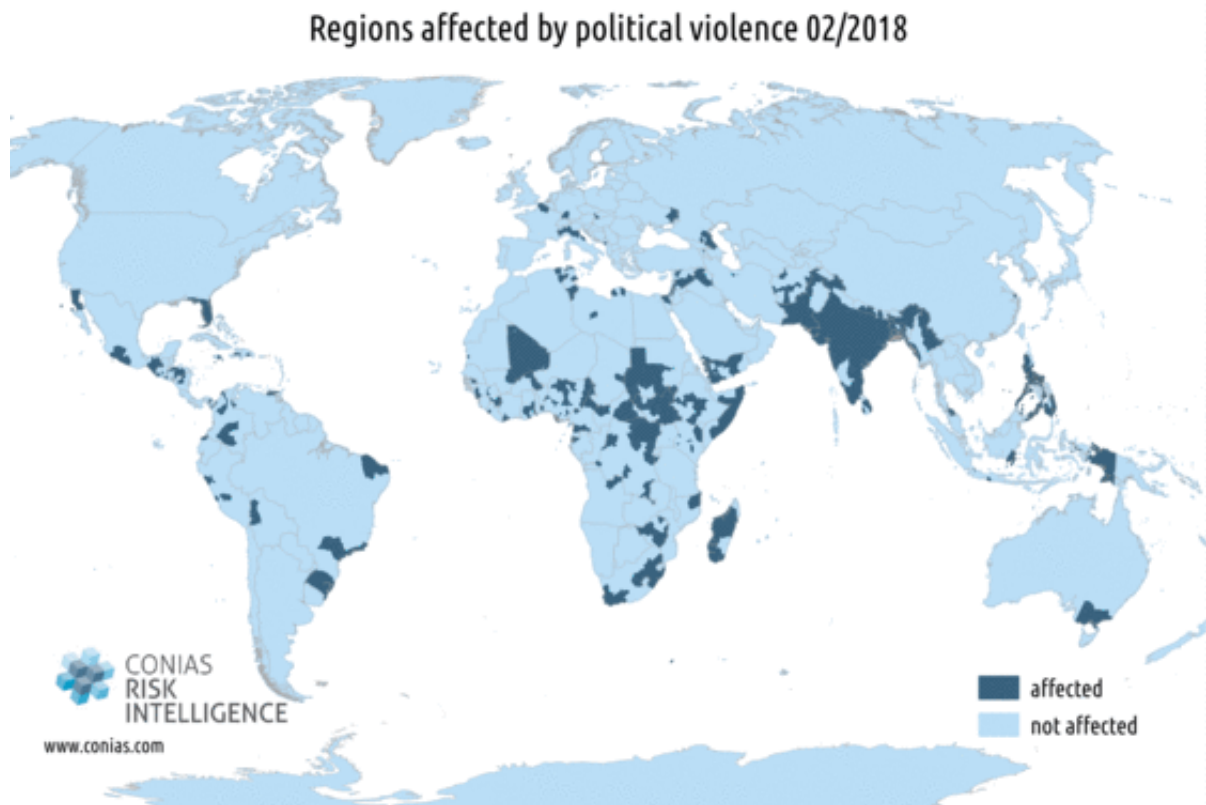 Regions affected by political violence 02/2018
CONIAS
RISK
INTELLIGENCE
www.conias.com
affected
not affected